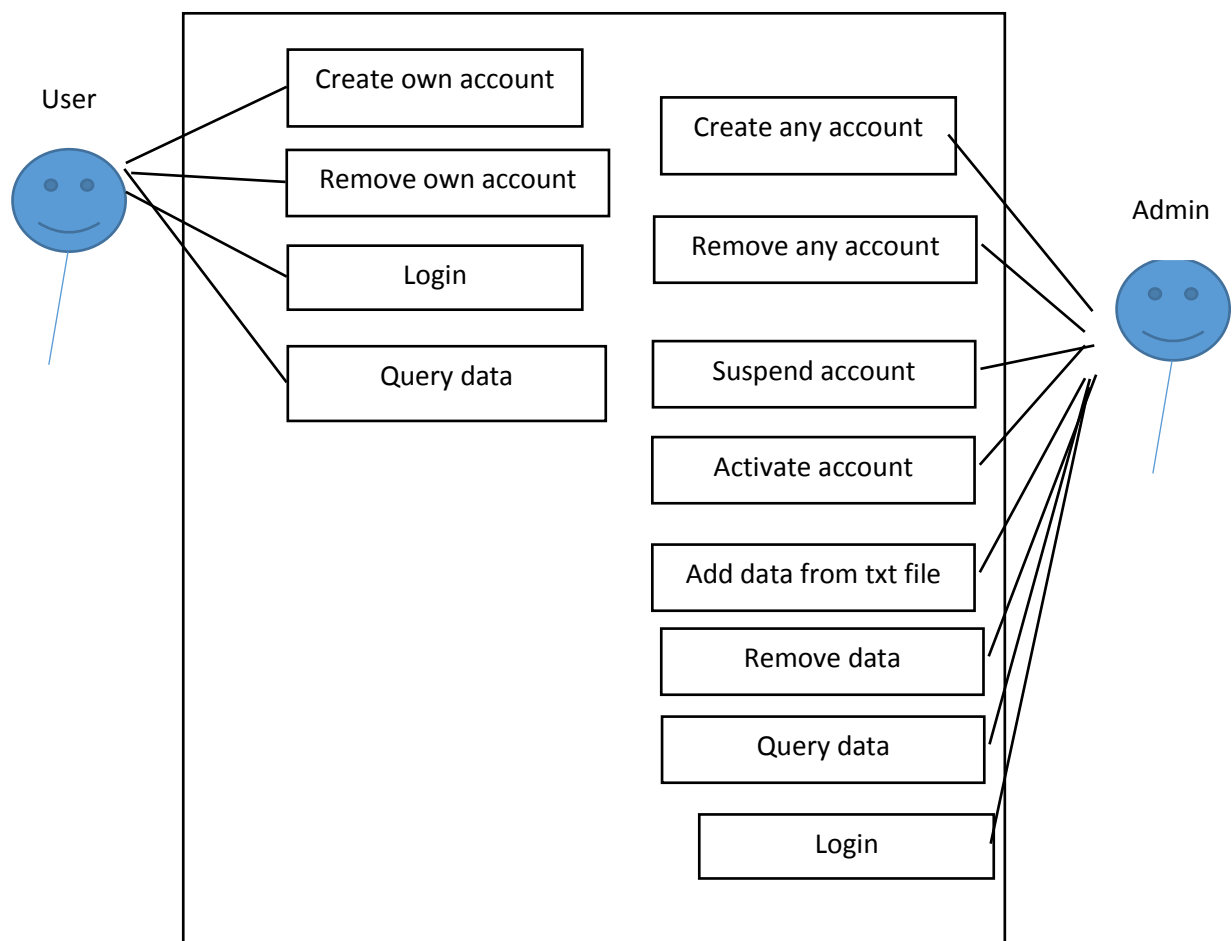 User
Create own account
Remove own account
Login
Query data
Create any account
Remove any account
Suspend account
Activate account
Add data from txt file
Remove data
Query data
Login
Admin